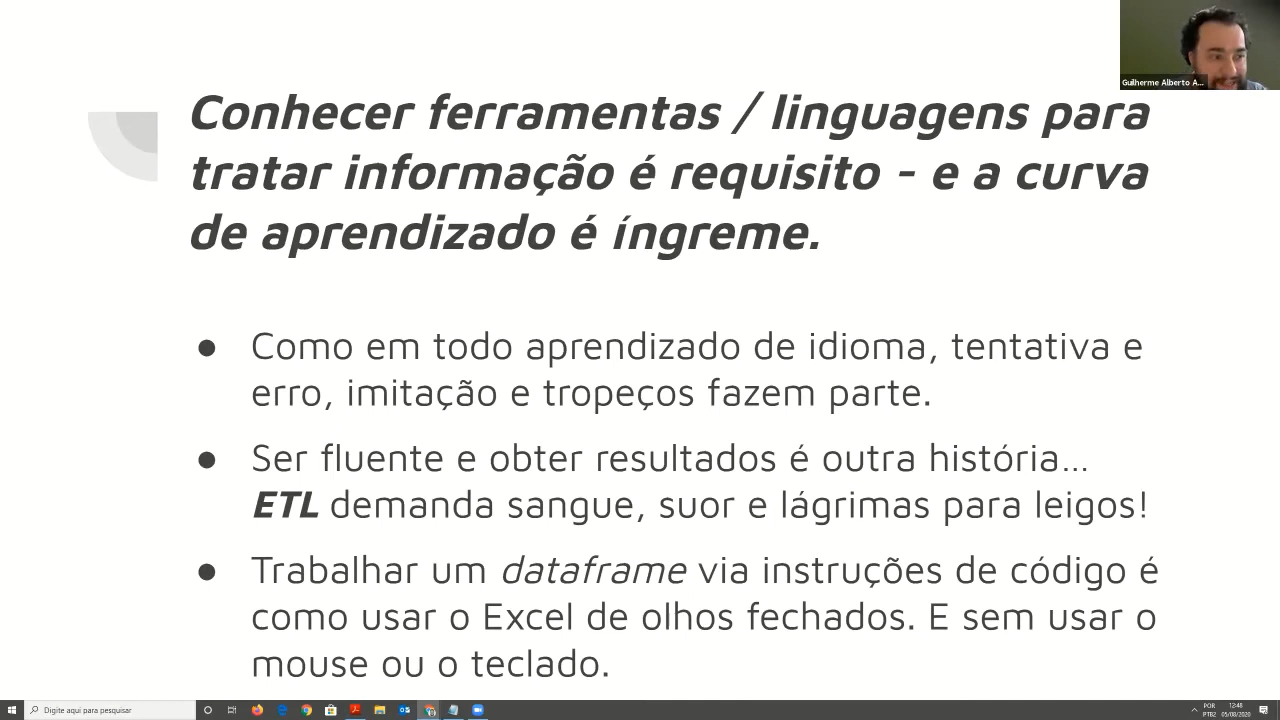 Guilherme Alberto A...
Conhecer ferramentas / linguagens para
tratar informação é requisito - e a curva
de aprendizado é íngreme.
● Como em todo aprendizado de idioma, tentativa e
erro, imitação e tropeços fazem parte.
● Ser fluente e obter resultados é outra história...
ETL demanda sangue, suor e lágrimas para leigos!
● Trabalhar um dataframe via instruções de código é
como usar o Excel de olhos fechados. E sem usar o
mouse ou o teclado.
Digite aqui para pesquisar
POR
PTB2
13:48
05/08/2020